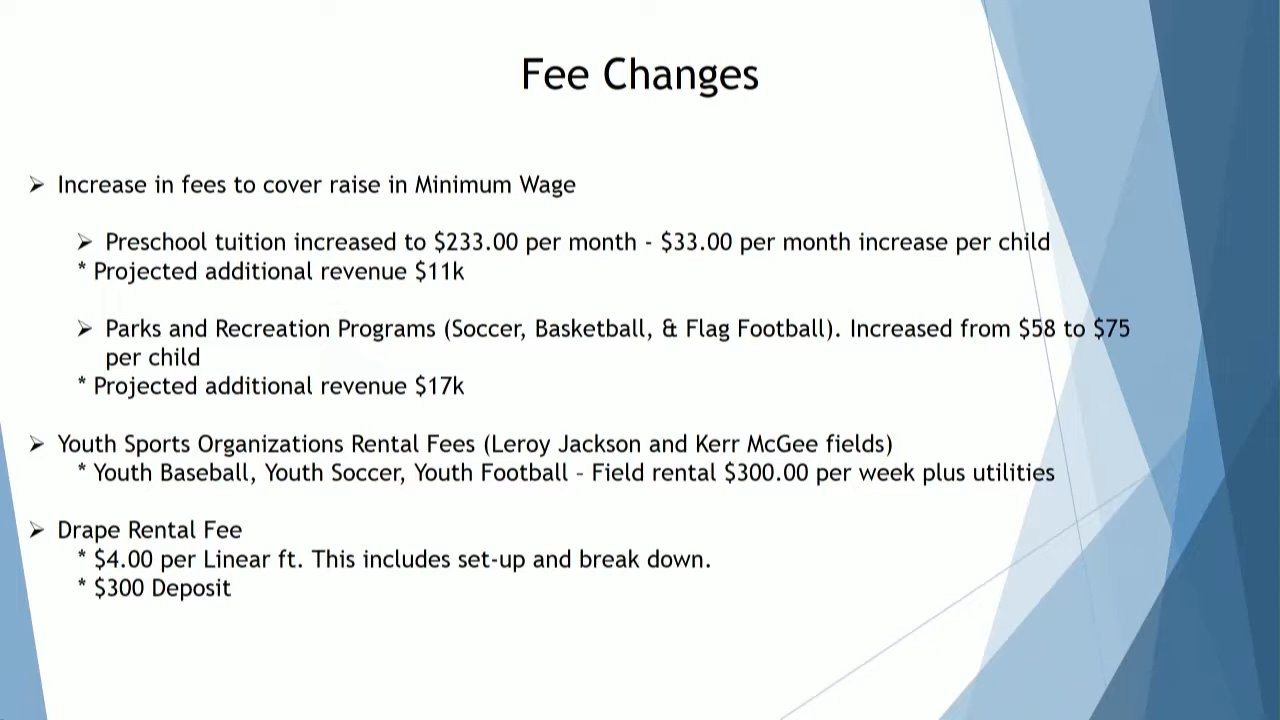 Fee Changes
➢ Increase in fees to cover raise in Minimum Wage
➢ Preschool tuition increased to $233.00 per month - $33.00 per month increase per child
* Projected additional revenue $11k
➢ Parks and Recreation Programs (Soccer, Basketball, & Flag Football). Increased from $58 to $75
per child
* Projected additional revenue $17k
➢ Youth Sports Organizations Rental Fees (Leroy Jackson and Kerr McGee fields)
* Youth Baseball, Youth Soccer, Youth Football – Field rental $300.00 per week plus utilities
➢ Drape Rental Fee
* $4.00 per Linear ft. This includes set-up and break down.
* $300 Deposit